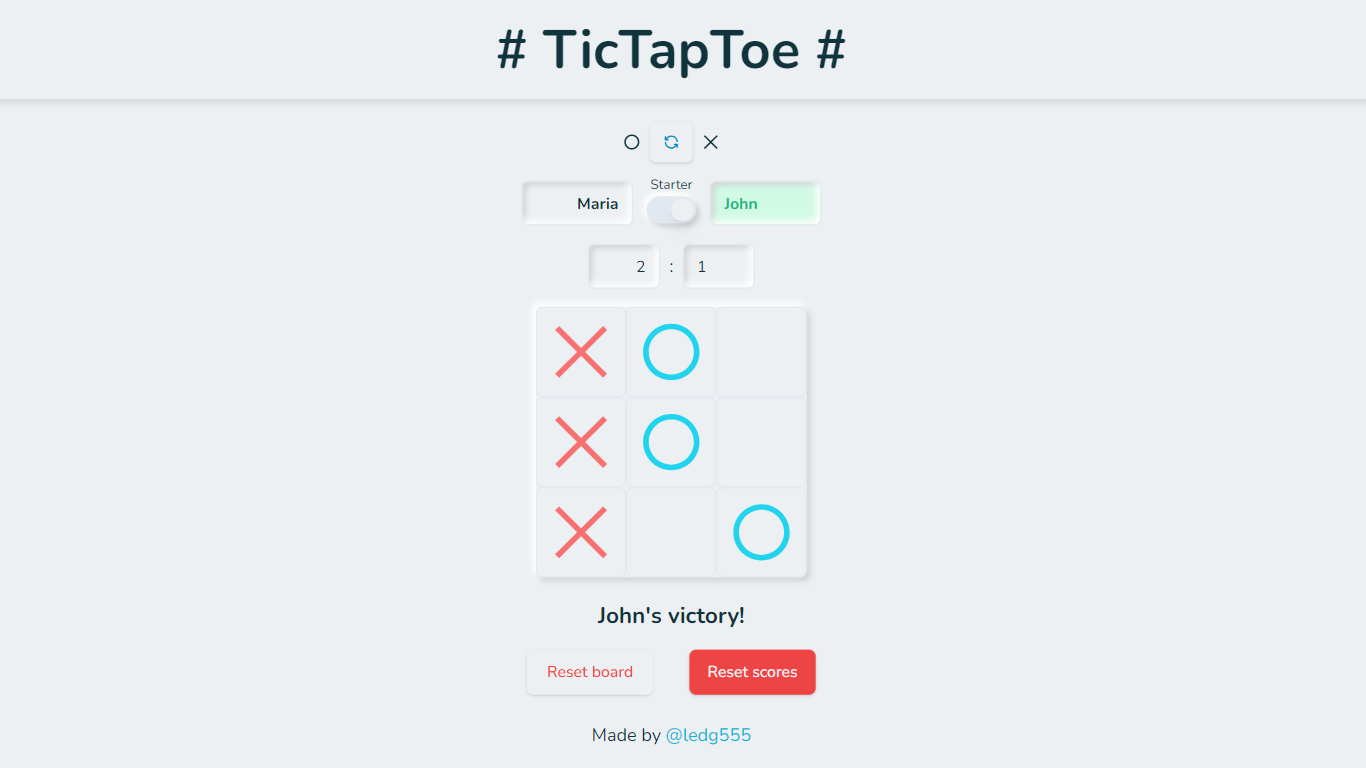 # TicTapToe #
Starter
Maria
John
2 : 1
John's victory!
Reset board
Reset scores
Made by @ledg555